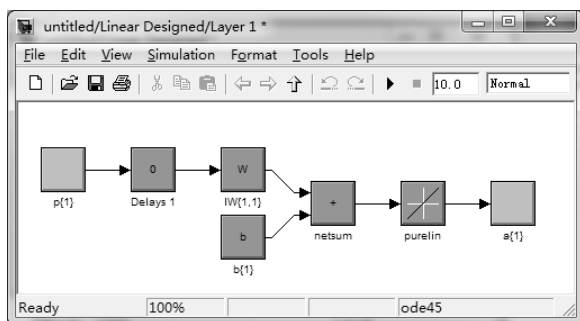 untitled/Linear Designed/Layer 1 *
File Edit View Simulation Format Tools Help
10.0 Normal
0 W
p{1} Delays 1 IW{1,1}
+
b netsum purelin a{1}
b{1}
Ready 100% ode45